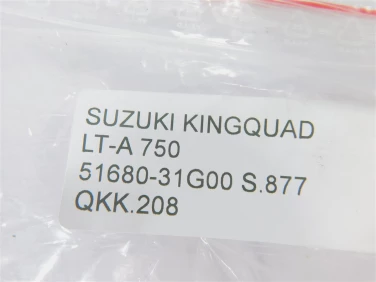 SUZUKI KINGQUAD
LT-A 750
51680-31G00 S.877
QKK.208